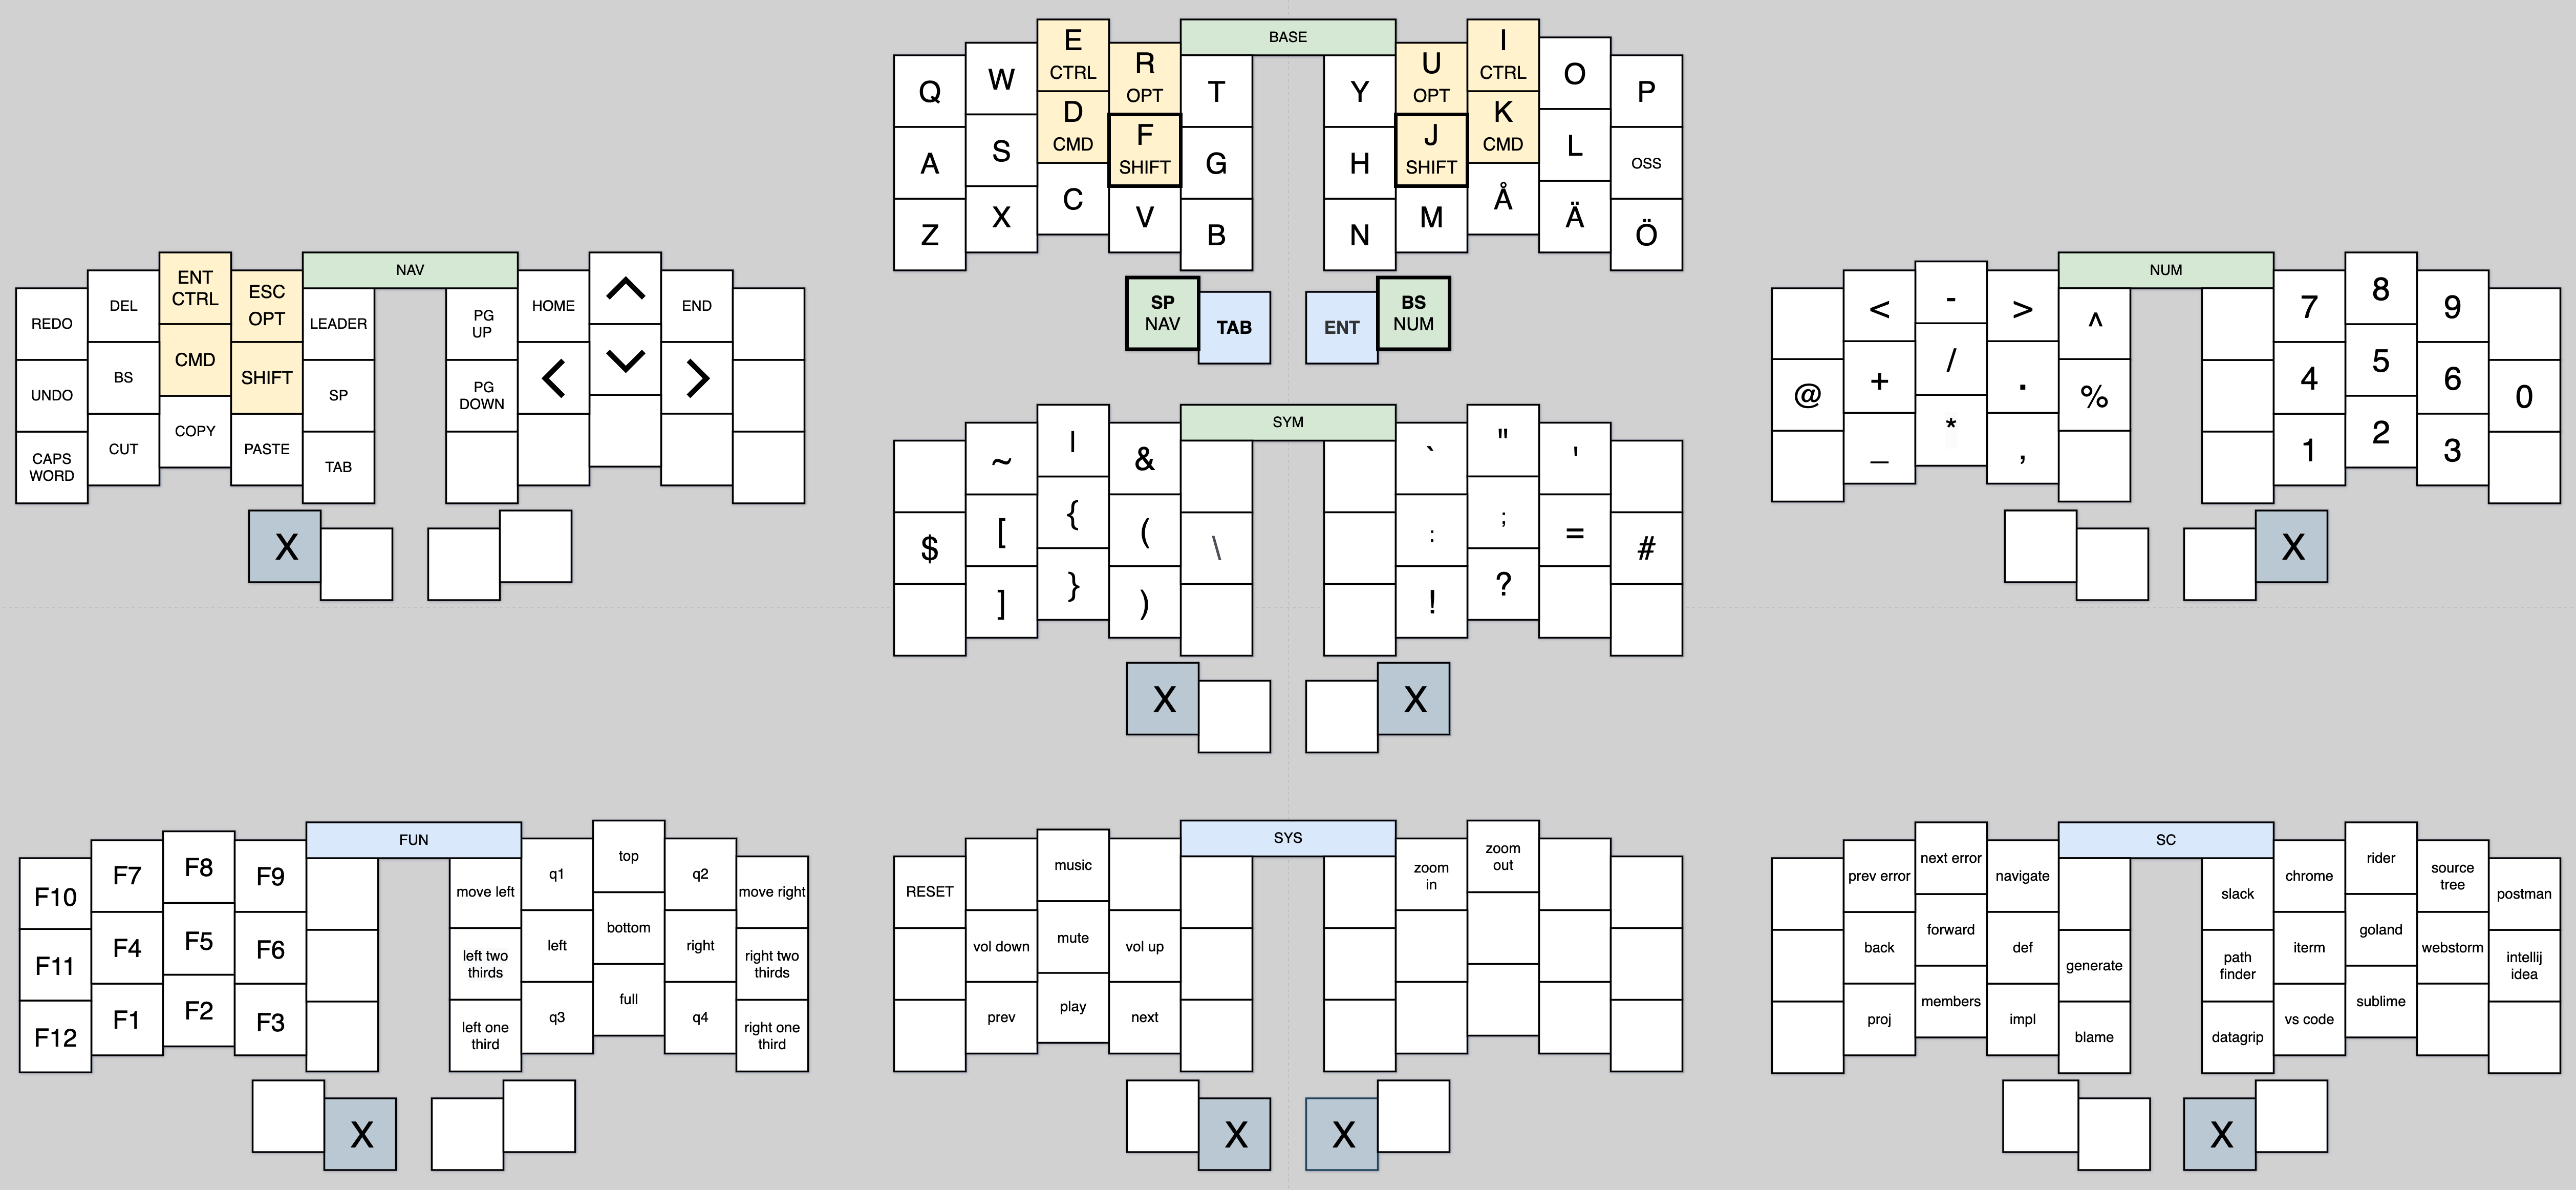 BASE
Q W E R T Y U I O P
CTRL OPT OPT CTRL
A S D F G H J K L OSS
CMD SHIFT SHIFT CMD
Z X C V B N M Å Ä Ö
SP TAB ENT BS
NAV NUM
NAV
REDO DEL ENT CTRL ESC OPT LEADER PG UP HOME ^ END
UNDO BS CMD SHIFT SP PG DOWN < v >
CAPS WORD CUT COPY PASTE TAB
X
SYM
~ | & ` " '
$ [ { ( \ : ; = #
] } ) ! ?
X X
NUM
< - > ^ 7 8 9
@ + / . % 4 5 6 0
_ * , 1 2 3
X
FUN
F10 F7 F8 F9 move left q1 top q2 move right
F11 F4 F5 F6 left two thirds left bottom right right two thirds
F12 F1 F2 F3 left one third q3 full q4 right one third
X
SYS
RESET music zoom in zoom out
vol down mute vol up
prev play next
X X
SC
prev error next error navigate slack chrome rider source tree postman
back forward def generate path finder iterm goland webstorm intellij idea
proj members impl blame datagrip vs code sublime
X